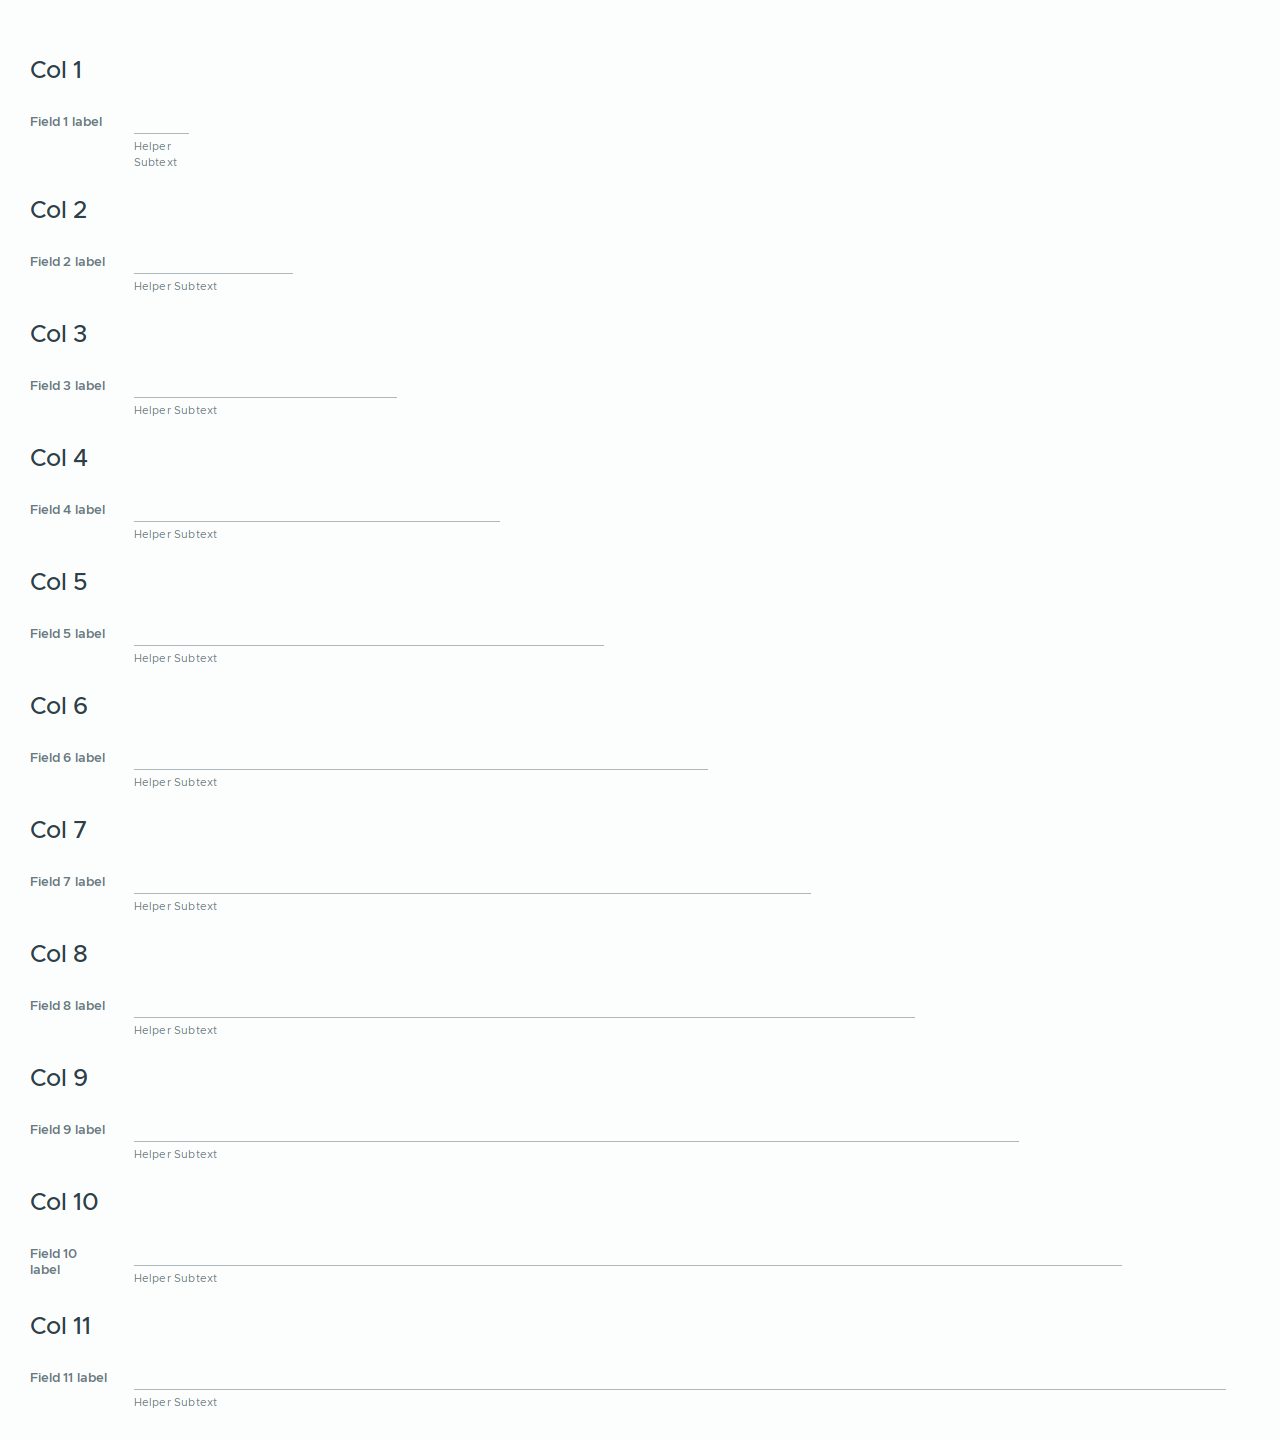 Col 1
Field 1 label
Helper
Subtext
Col 2
Field 2 label
Helper Subtext
Col 3
Field 3 label
Helper Subtext
Col 4
Field 4 label
Helper Subtext
Col 5
Field 5 label
Helper Subtext
Col 6
Field 6 label
Helper Subtext
Col 7
Field 7 label
Helper Subtext
Col 8
Field 8 label
Helper Subtext
Col 9
Field 9 label
Helper Subtext
Col 10
Field 10
label
Helper Subtext
Col 11
Field 11 label
Helper Subtext